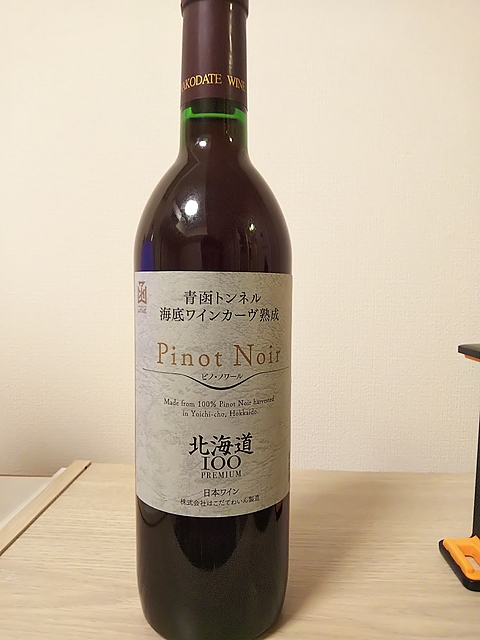 AKODATE WINE
青函トンネル
海底ワインカーヴ熟成
Pinot Noir
ピノ・ノワール
Made from 100% Pinot Noir harvested
in Yoichi-cho, Hokkaido.
北海道
100
PREMIUM
日本ワイン
株式会社はこだてわいん製造